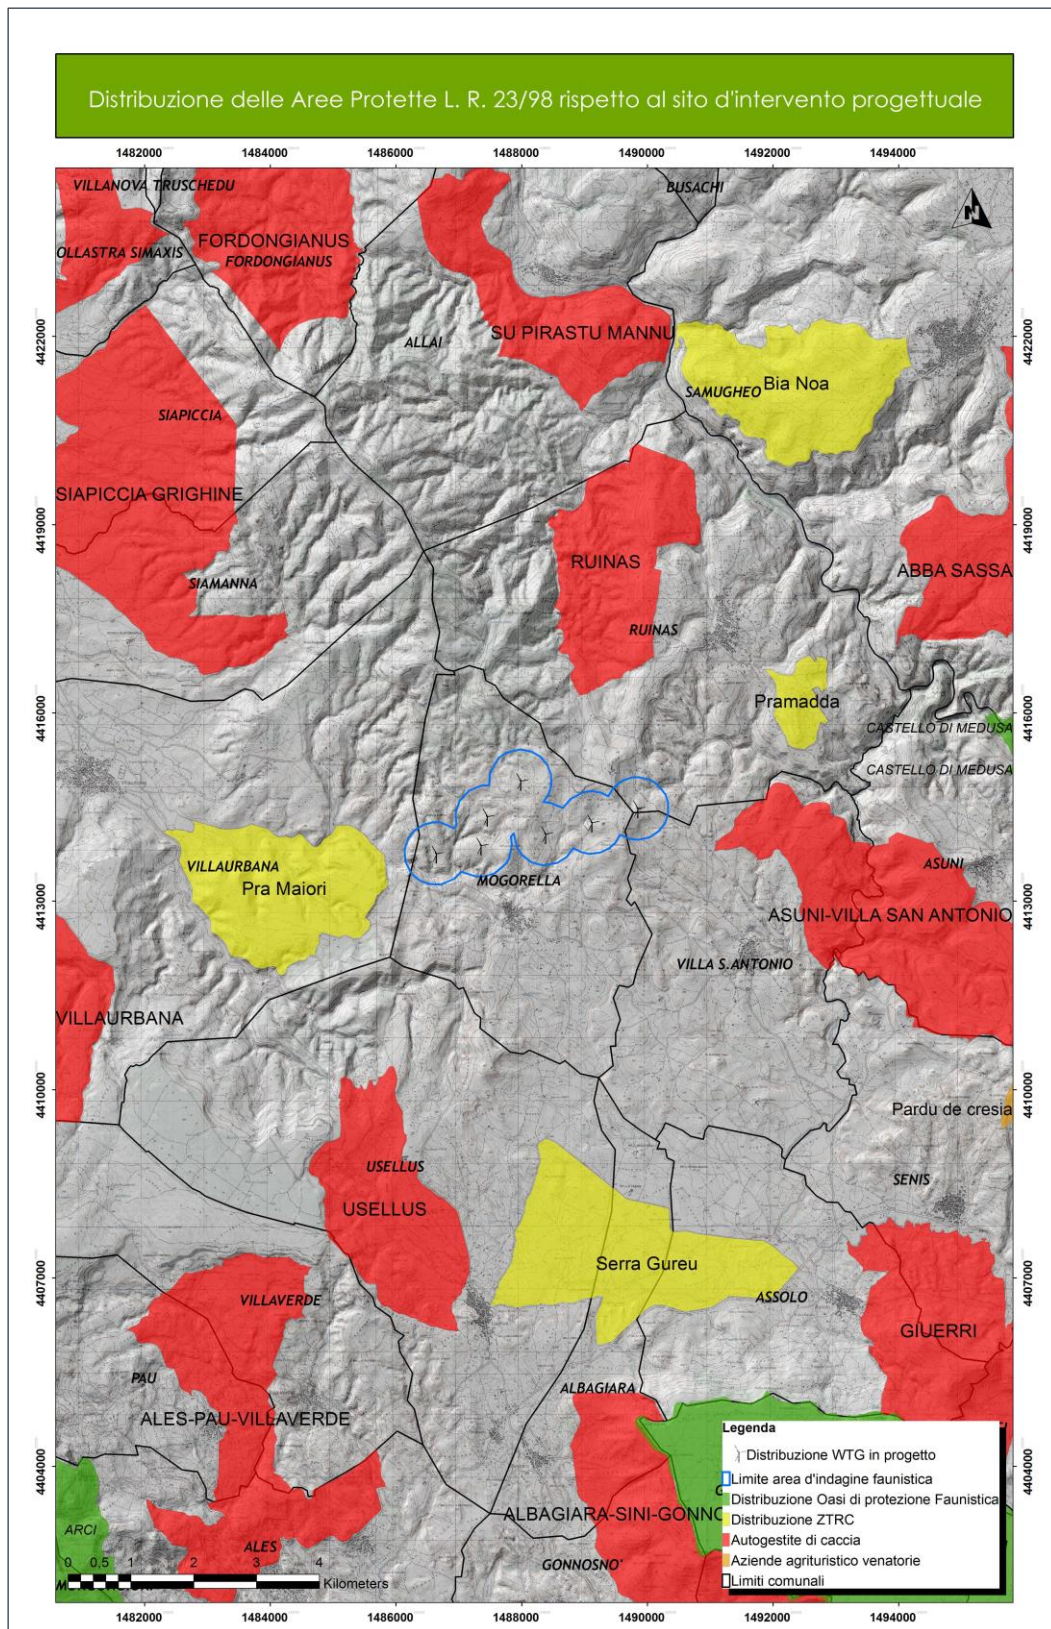 Distribuzione delle Aree Protette L. R. 23/98 rispetto al sito d'intervento progettuale
1482000 1484000 1486000 1488000 1490000 1492000 1494000
VILLANOVA TRUSCHEDU
BUSACHI
N
OLLASTRA SIMAXIS
FORDONGIANUS
FORDONGIANUS
4422000
SU PIRASTU MANNU
4422000
ALLAI
Bia Noa
SAMUGHEO
SIAPICCIA
SIAPICCIA GRIGHINE
4419000
4419000
RUINAS
ABBA SASSA
SIAMANNA
RUINAS
Pramadda
4416000
4416000
CASTELLO DI MEDUSA
CASTELLO DI MEDUSA
VILLAURBANA
Pra Maiori
MOGORELLA
ASUNI
4413000
4413000
ASUNI-VILLA SAN ANTONIO
VILLA S.ANTONIO
VILLAURBANA
4410000
4410000
Pardu de cresia
USELLUS
USELLUS
SENIS
Serra Gureu
4407000
4407000
VILLAVERDE
ASSOLO
GIUERRI
PAU
ALBAGIARA
ALES-PAU-VILLAVERDE
Legenda
Distribuzione WTG in progetto
Limite area d'indagine faunistica
Distribuzione Oasi di protezione Faunistica
Distribuzione ZTRC
Autogestite di caccia
Aziende agrituristico venatorie
Limiti comunali
4404000
4404000
ALBAGIARA-SINI-GONNO
ARCI
ALES
GONNOSNO'
0 0,5 1 2 3 4
Kilometers
1482000 1484000 1486000 1488000 1490000 1492000 1494000